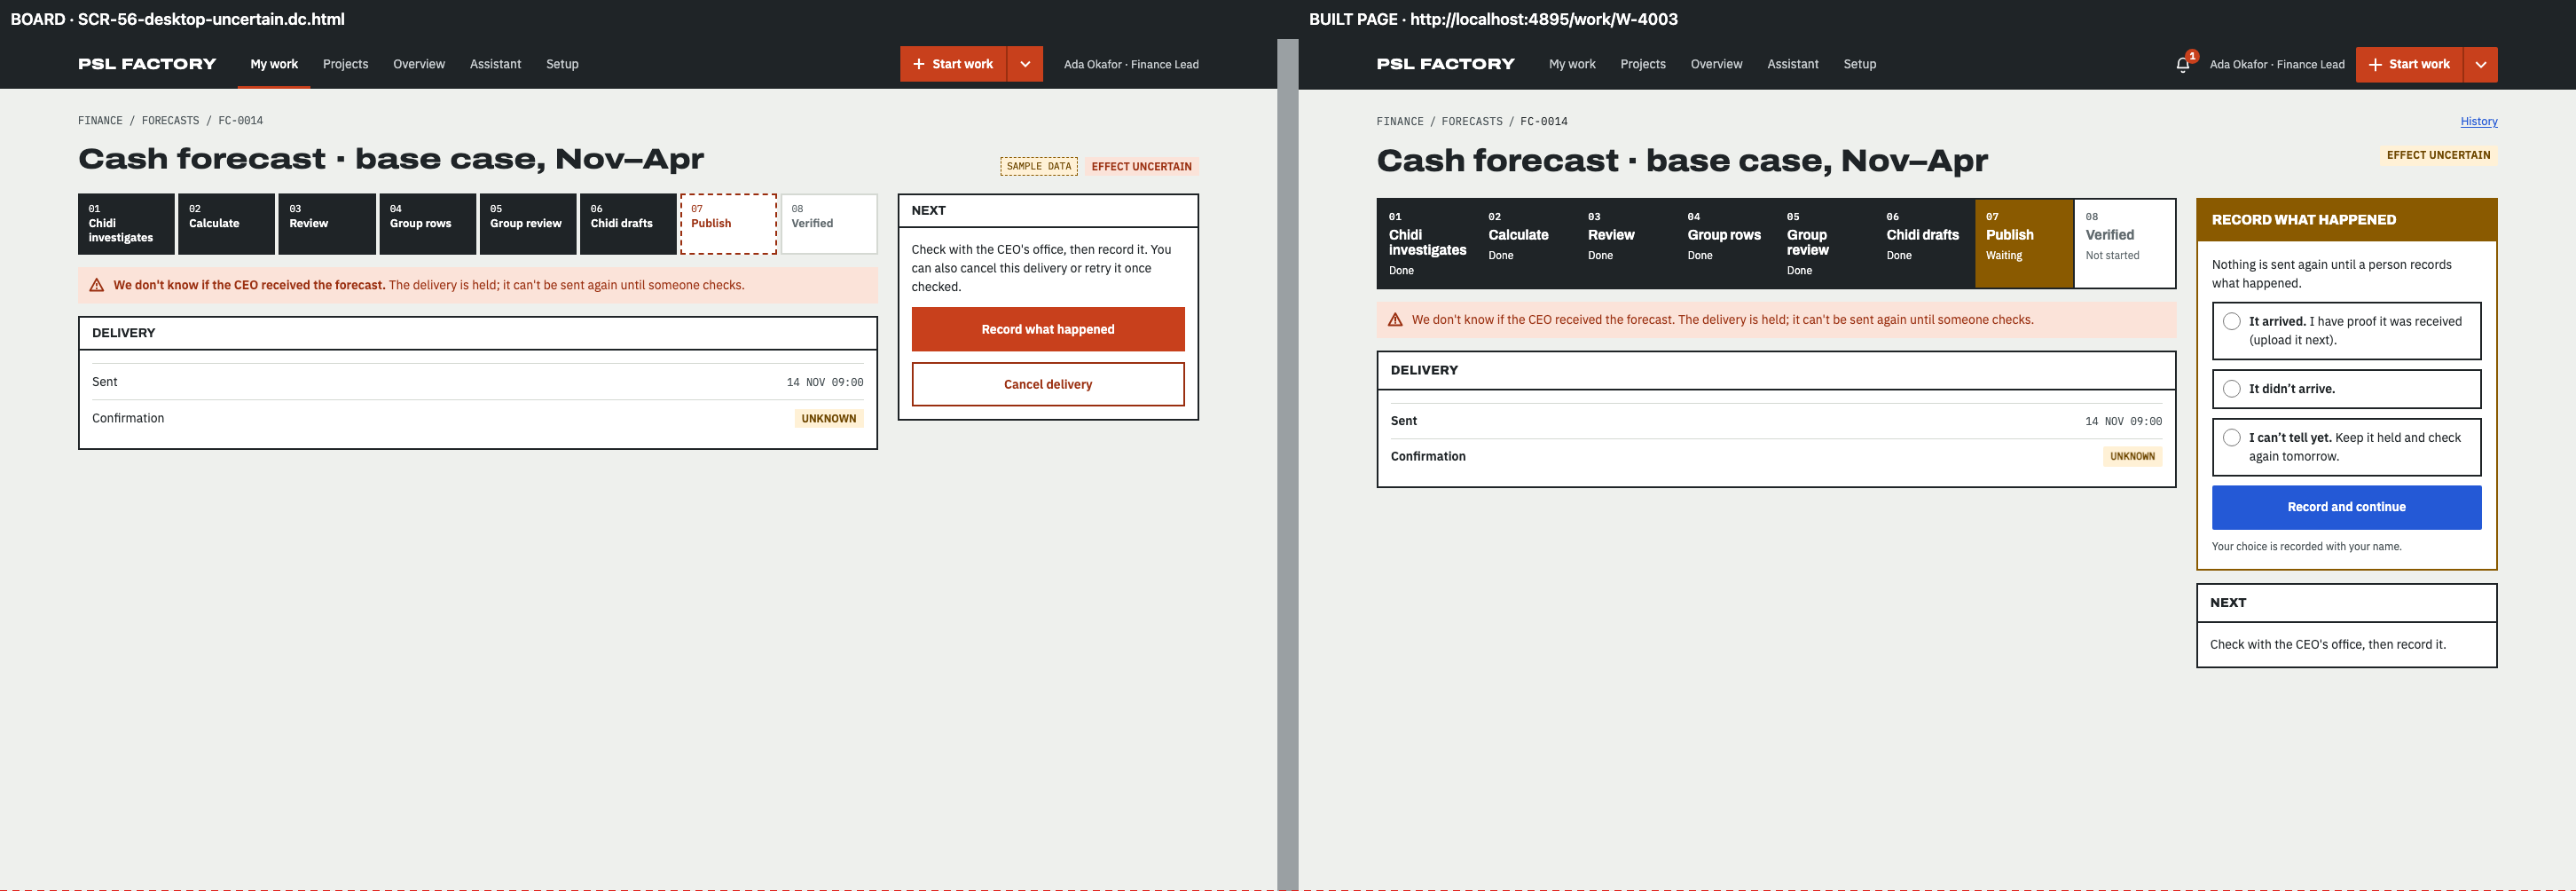 BOARD · SCR-56-desktop-uncertain.dc.html
PSL FACTORY
My work
Projects
Overview
Assistant
Setup
Start work
Ada Okafor · Finance Lead
FINANCE / FORECASTS / FC-0014
Cash forecast · base case, Nov–Apr
SAMPLE DATA
EFFECT UNCERTAIN
01
Chidi
investigates
02
Calculate
03
Review
04
Group rows
05
Group review
06
Chidi drafts
07
Publish
08
Verified
We don't know if the CEO received the forecast. The delivery is held; it can't be sent again until someone checks.
DELIVERY
Sent
14 NOV 09:00
Confirmation
UNKNOWN
NEXT
Check with the CEO's office, then record it. You
can also cancel this delivery or retry it once
checked.
Record what happened
Cancel delivery
BUILT PAGE · http://localhost:4895/work/W-4003
PSL FACTORY
My work
Projects
Overview
Assistant
Setup
1
Ada Okafor · Finance Lead
Start work
FINANCE / FORECASTS / FC-0014
History
Cash forecast · base case, Nov–Apr
EFFECT UNCERTAIN
01
Chidi
investigates
Done
02
Calculate
Done
03
Review
Done
04
Group rows
Done
05
Group
review
Done
06
Chidi drafts
Done
07
Publish
Waiting
08
Verified
Not started
We don't know if the CEO received the forecast. The delivery is held; it can't be sent again until someone checks.
DELIVERY
Sent
14 NOV 09:00
Confirmation
UNKNOWN
RECORD WHAT HAPPENED
Nothing is sent again until a person records
what happened.
It arrived. I have proof it was received
(upload it next).
It didn’t arrive.
I can’t tell yet. Keep it held and check
again tomorrow.
Record and continue
Your choice is recorded with your name.
NEXT
Check with the CEO's office, then record it.